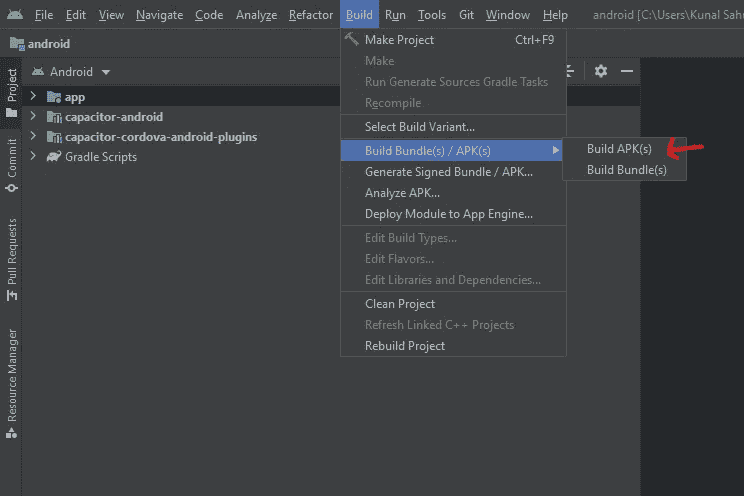 File Edit View Navigate Code Analyze Refactor Build Run Tools Git Window Help android [C:\Users\Kunal Sah
android
Project
Commit
Pull Requests
Resource Manager
Android
app
capacitor-android
capacitor-cordova-android-plugins
Gradle Scripts
Make Project Ctrl+F9
Make
Run Generate Sources Gradle Tasks
Recompile
Select Build Variant...
Build Bundle(s) / APK(s)
Generate Signed Bundle / APK...
Analyze APK...
Deploy Module to App Engine...
Edit Build Types...
Edit Flavors...
Edit Libraries and Dependencies...
Clean Project
Refresh Linked C++ Projects
Rebuild Project
Build APK(s)
Build Bundle(s)